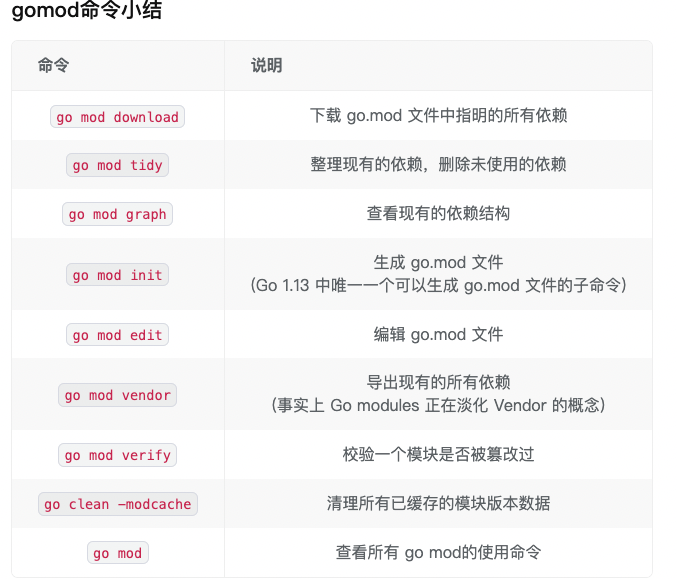 gomod命令小结
命令
说明
go mod download
下载 go.mod 文件中指明的所有依赖
go mod tidy
整理现有的依赖，删除未使用的依赖
go mod graph
查看现有的依赖结构
go mod init
生成 go.mod 文件
(Go 1.13 中唯一一个可以生成 go.mod 文件的子命令)
go mod edit
编辑 go.mod 文件
go mod vendor
导出现有的所有依赖
(事实上 Go modules 正在淡化 Vendor 的概念)
go mod verify
校验一个模块是否被篡改过
go clean -modcache
清理所有已缓存的模块版本数据
go mod
查看所有 go mod的使用命令